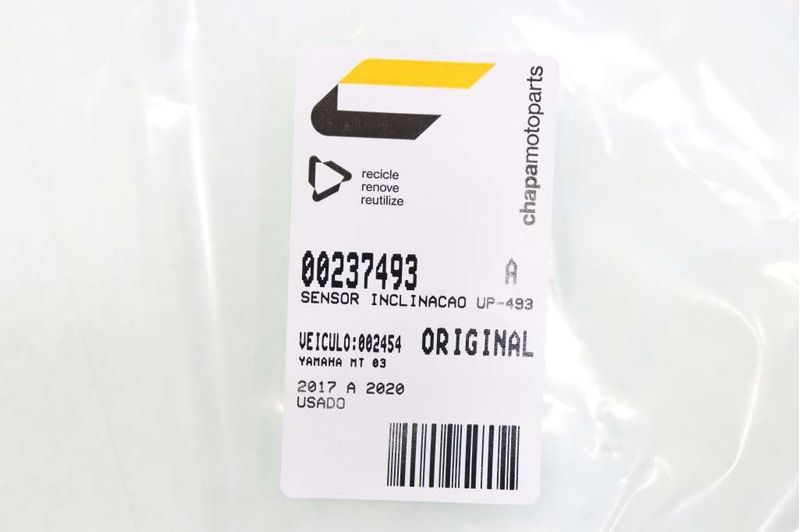 chapamotoparts
recicle
renove
reutilize
00237493 A
SENSOR INCLINACAO UP-493
VEICULO:002454 ORIGINAL
YAMAHA MT 03
2017 A 2020
USADO